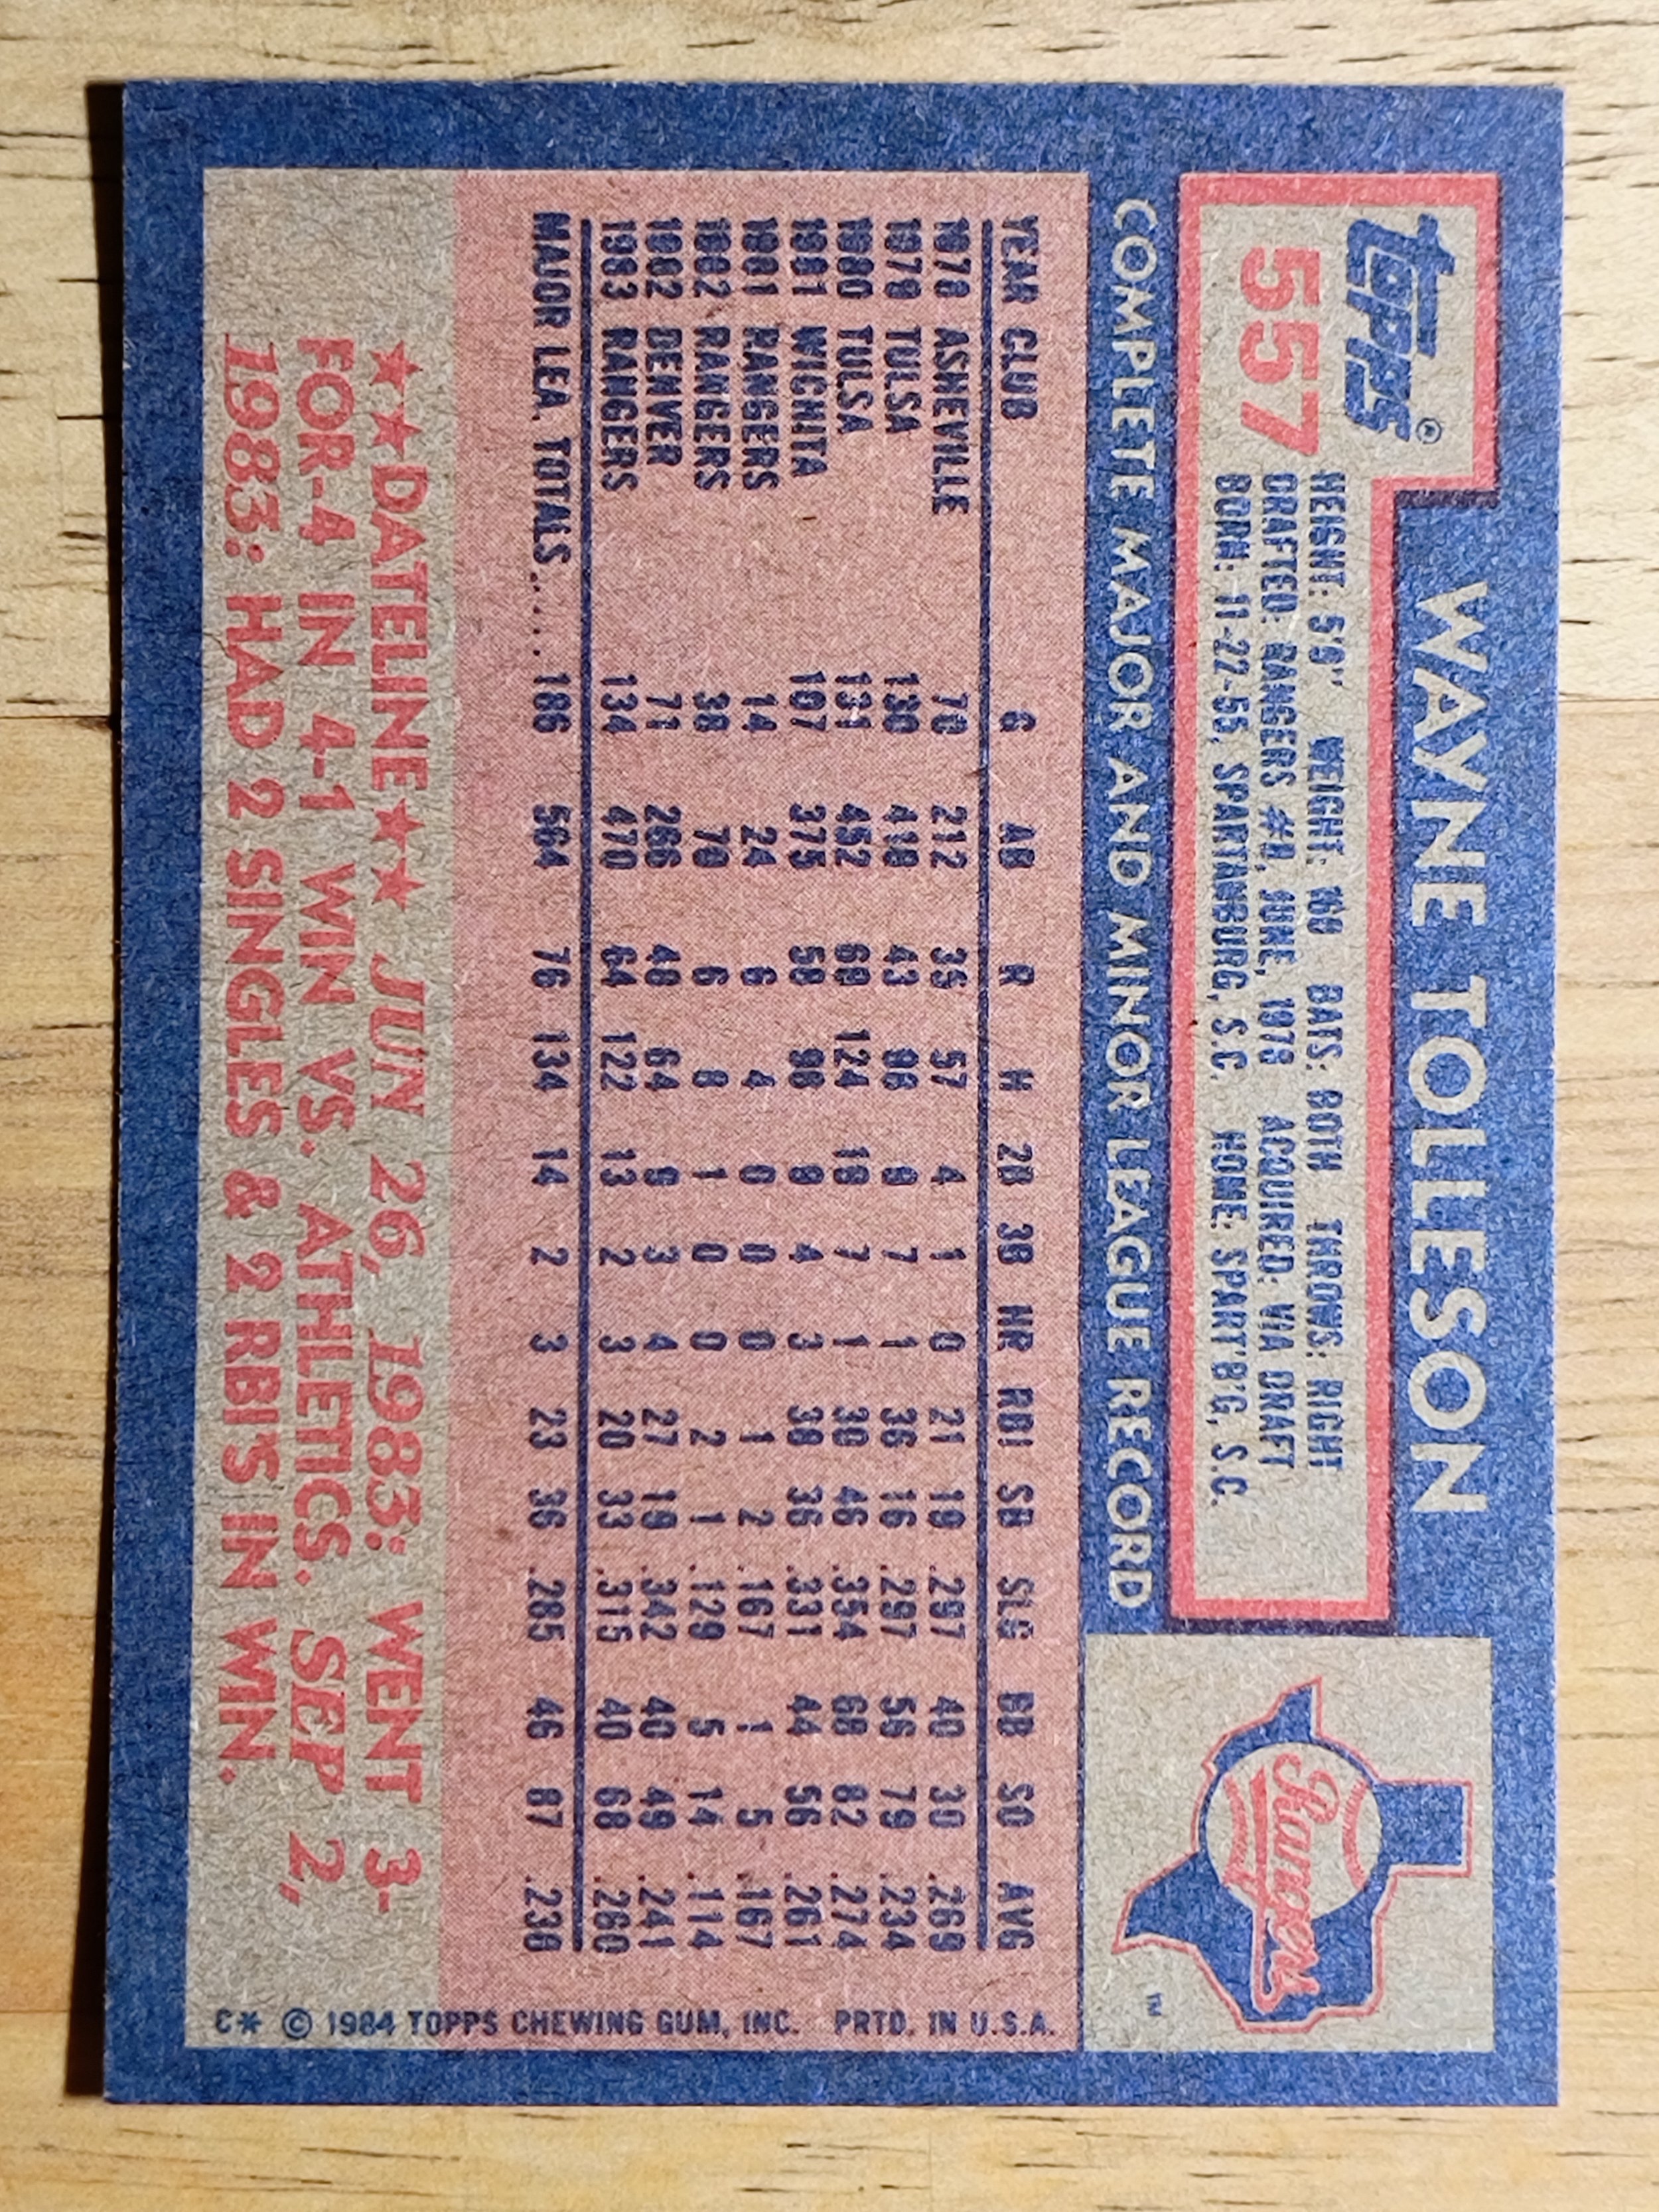 topps®
557
WAYNE TOLLESON
HEIGHT: 5'9" WEIGHT: 160 BATS: BOTH THROWS: RIGHT
DRAFTED: RANGERS #8, JUNE, 1978 ACQUIRED: VIA DRAFT
BORN: 11-22-55, SPARTANBURG, S.C. HOME: SPART'B'G, S.C.
Rangers
TM
COMPLETE MAJOR AND MINOR LEAGUE RECORD
YEAR CLUB G AB R H 2B 3B HR RBI SB SLG BB SO AVG
1978 ASHEVILLE 70 212 35 57 4 1 0 21 19 .297 40 30 .269
1979 TULSA 130 418 43 98 9 7 1 36 16 .297 56 79 .234
1980 TULSA 131 452 68 124 19 7 1 30 46 .354 68 82 .274
1981 WICHITA 107 375 58 98 9 4 3 38 36 .331 44 56 .261
1981 RANGERS 14 24 6 4 0 0 0 1 2 .167 1 5 .167
1982 RANGERS 38 70 6 8 1 0 0 2 1 .129 5 14 .114
1982 DENVER 71 266 48 64 9 3 4 27 19 .342 40 49 .241
1983 RANGERS 134 470 64 122 13 2 3 20 33 .315 40 68 .260
MAJOR LEA. TOTALS..... 186 564 76 134 14 2 3 23 36 .285 46 87 .238
★★DATELINE★★ JUN 26, 1983: WENT 3-
FOR-4 IN 4-1 WIN VS. ATHLETICS. SEP 2,
1983: HAD 2 SINGLES & 2 RBI'S IN WIN.
C* © 1984 TOPPS CHEWING GUM, INC. PRTD. IN U.S.A.